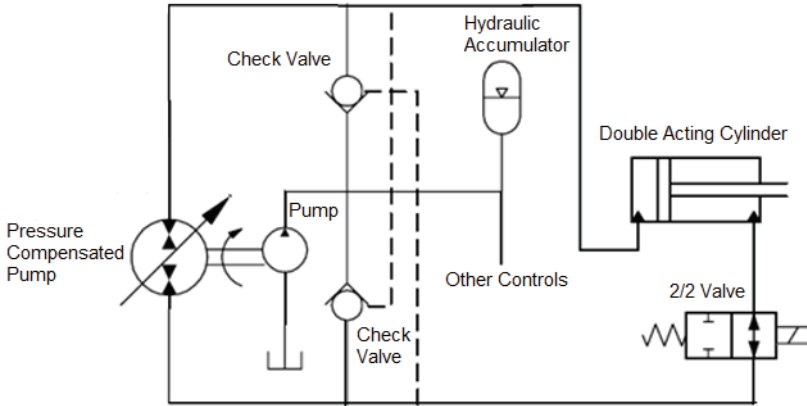 Hydraulic
Accumulator
Check Valve
Double Acting Cylinder
Pump
Pressure
Compensated
Pump
Other Controls
2/2 Valve
Check
Valve